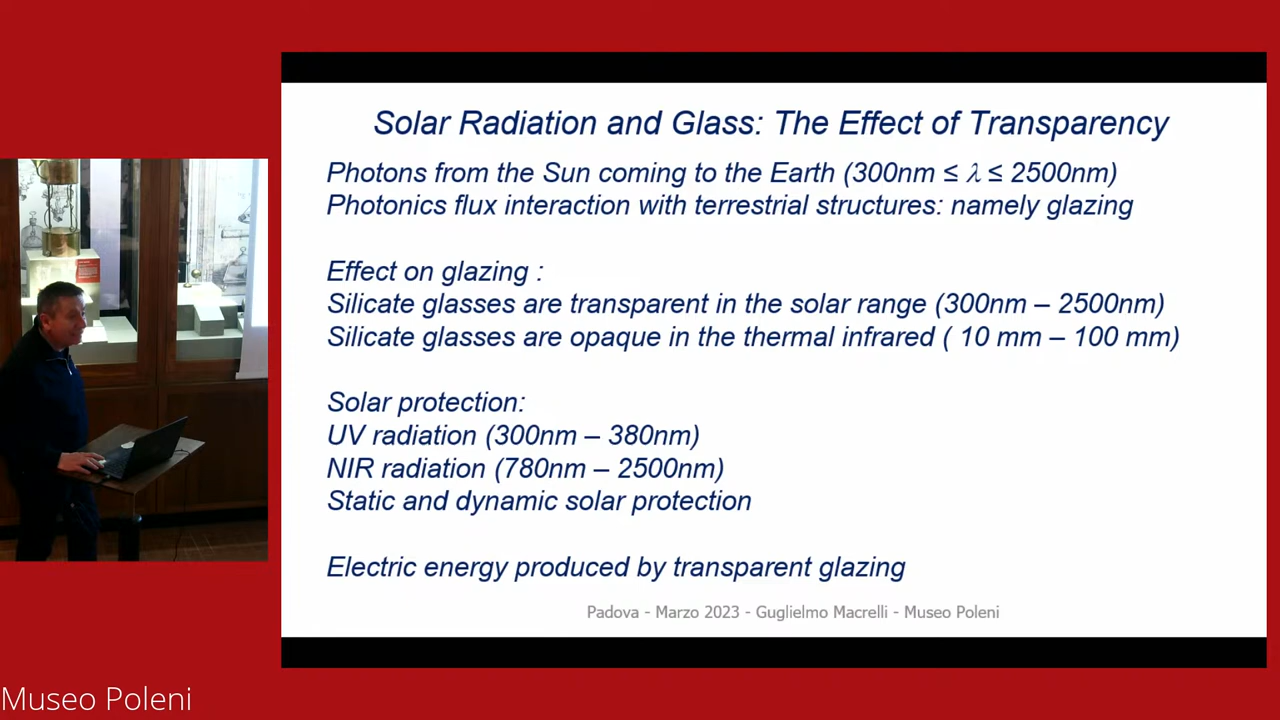 Solar Radiation and Glass: The Effect of Transparency
Photons from the Sun coming to the Earth (300nm ≤ λ ≤ 2500nm)
Photonics flux interaction with terrestrial structures: namely glazing
Effect on glazing :
Silicate glasses are transparent in the solar range (300nm – 2500nm)
Silicate glasses are opaque in the thermal infrared ( 10 mm – 100 mm)
Solar protection:
UV radiation (300nm – 380nm)
NIR radiation (780nm – 2500nm)
Static and dynamic solar protection
Electric energy produced by transparent glazing
Padova - Marzo 2023 - Guglielmo Macrelli - Museo Poleni
Museo Poleni